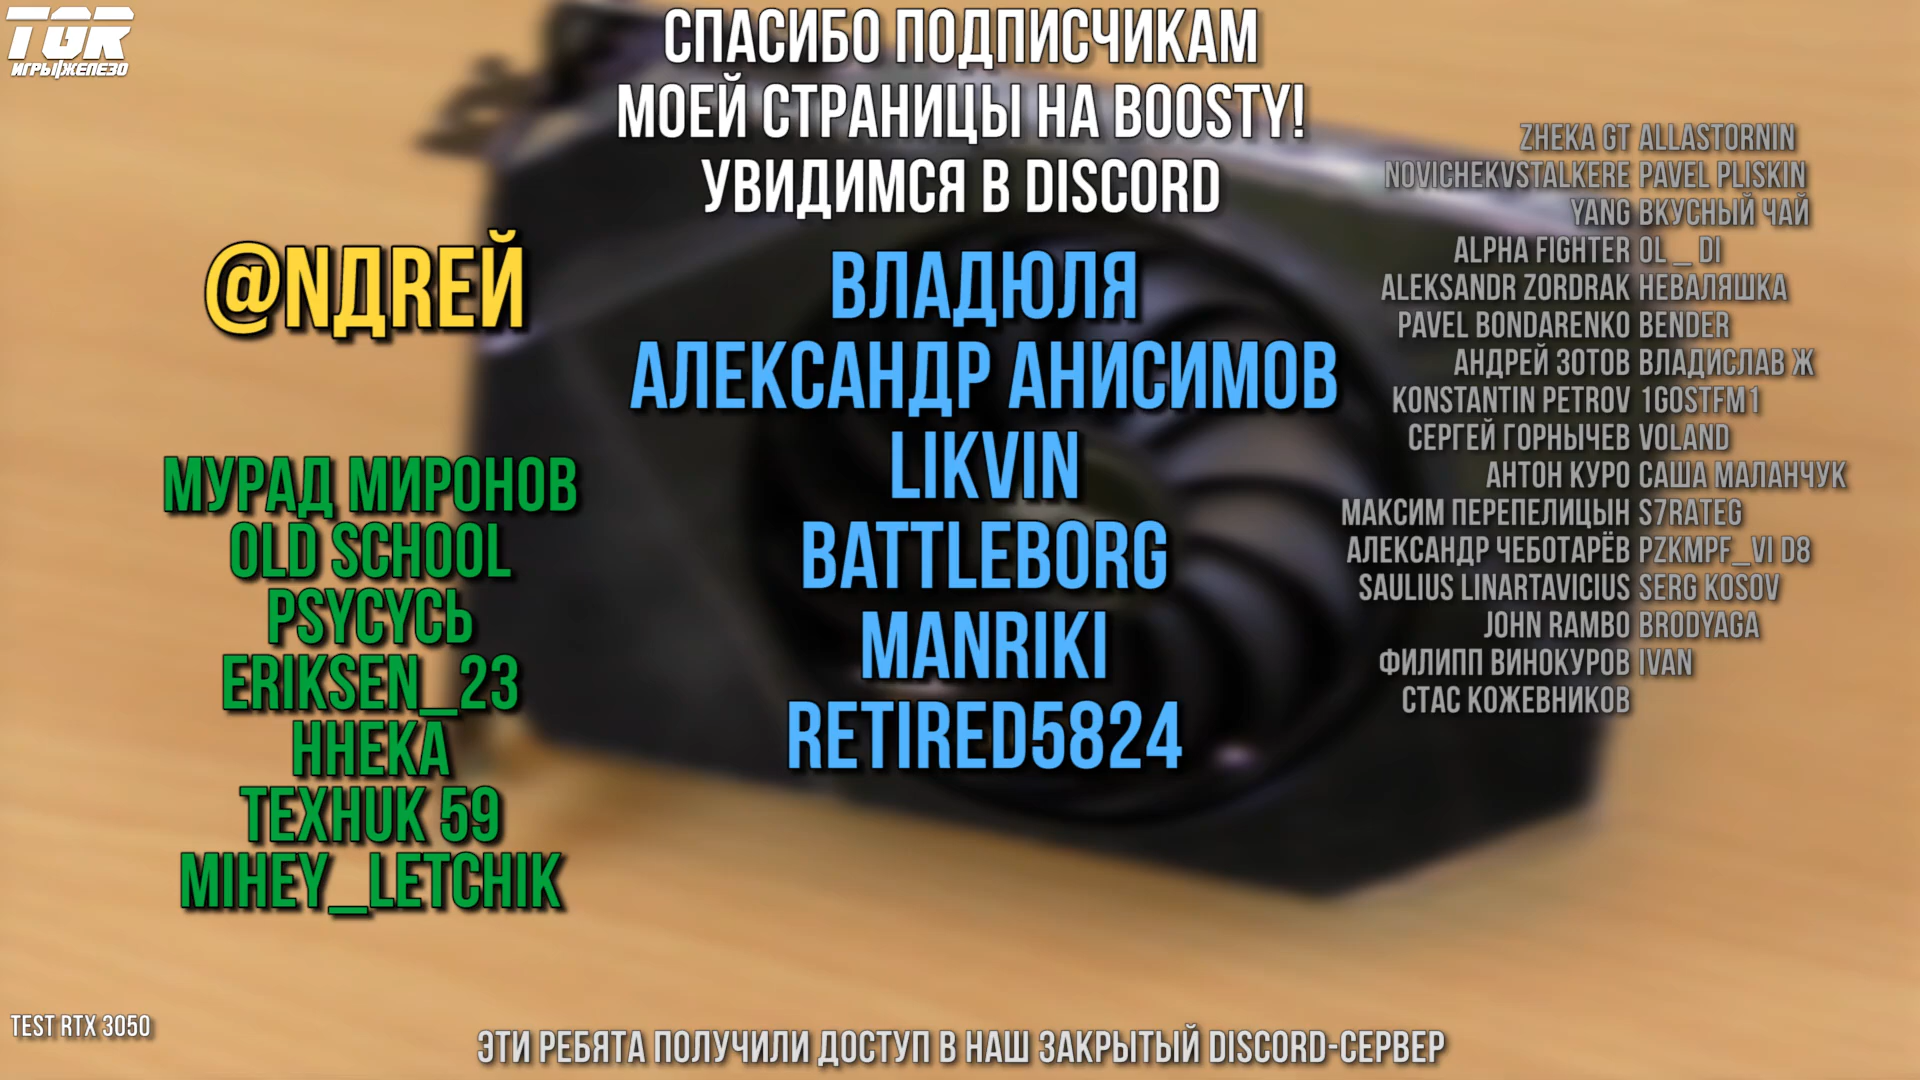 TGR
ИГРЫ|ЖЕЛЕЗО
СПАСИБО ПОДПИСЧИКАМ
МОЕЙ СТРАНИЦЫ НА BOOSTY!
УВИДИМСЯ В DISCORD
@NДRЕЙ
МУРАД МИРОНОВ
OLD SCHOOL
PSYCYCЬ
ERIKSEN_23
ННЕКА
TEXHUK 59
MIHEY_LETCHIK
ВЛАДЮЛЯ
АЛЕКСАНДР АНИСИМОВ
LIKVIN
BATTLEBORG
MANRIKI
RETIRED5824
ZHEKA GT ALLASTORNIN
NOVICHEKVSTALKERE PAVEL PLISKIN
YANG ВКУСНЫЙ ЧАЙ
ALPHA FIGHTER OL _ DI
ALEKSANDR ZORDRAK НЕВАЛЯШКА
PAVEL BONDARENKO BENDER
АНДРЕЙ ЗОТОВ ВЛАДИСЛАВ Ж
KONSTANTIN PETROV 1GOSTFM1
СЕРГЕЙ ГОРНЫЧЕВ VOLAND
АНТОН КУРО САША МАЛАНЧУК
МАКСИМ ПЕРЕПЕЛИЦЫН S7RATEG
АЛЕКСАНДР ЧЕБОТАРЁВ PZKMPF_VI D8
SAULIUS LINARTAVICIUS SERG KOSOV
JOHN RAMBO BRODYAGA
ФИЛИПП ВИНОКУРОВ IVAN
СТАС КОЖЕВНИКОВ
TEST RTX 3050
ЭТИ РЕБЯТА ПОЛУЧИЛИ ДОСТУП В НАШ ЗАКРЫТЫЙ DISCORD-СЕРВЕР